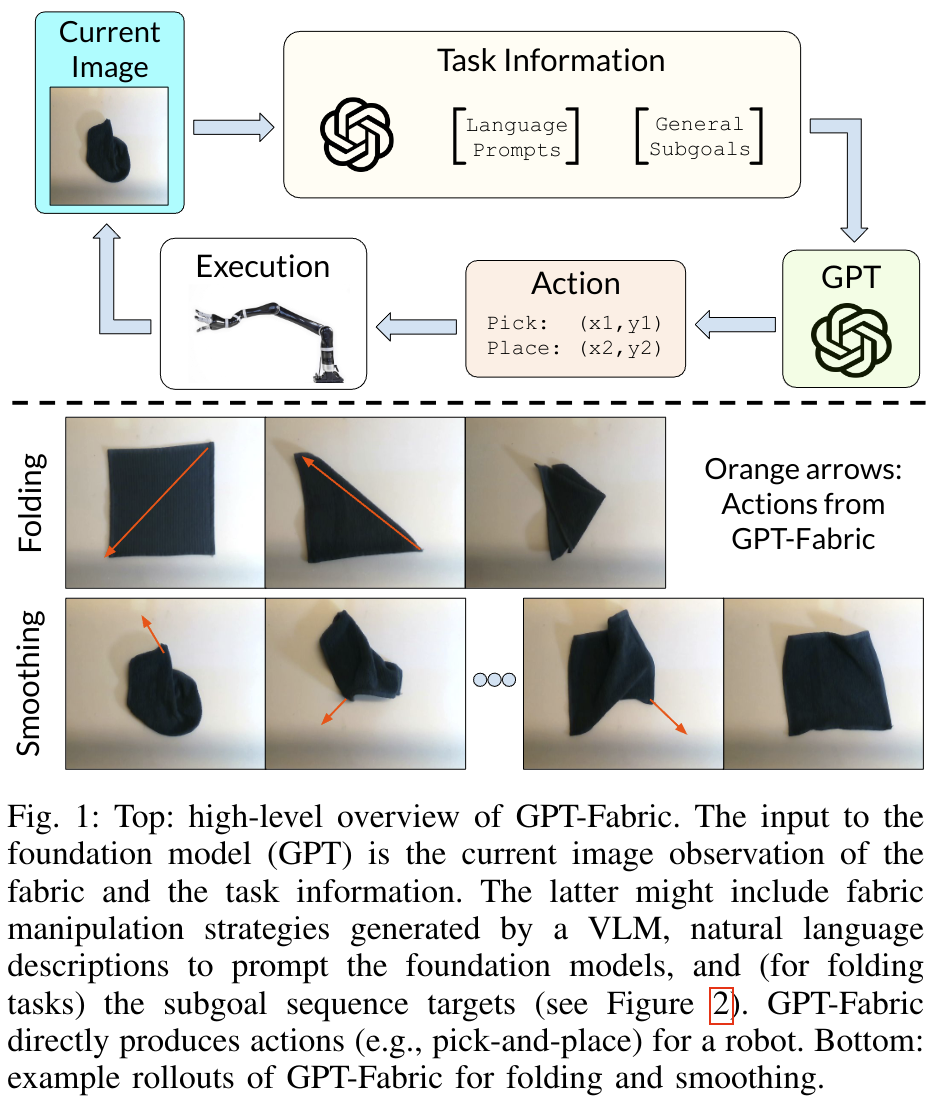 Current
Image
Task Information
Language
Prompts
General
Subgoals
Execution
Action
Pick: (x1,y1)
Place: (x2,y2)
GPT
Folding
Orange arrows:
Actions from
GPT-Fabric
Smoothing
Fig. 1: Top: high-level overview of GPT-Fabric. The input to the
foundation model (GPT) is the current image observation of the
fabric and the task information. The latter might include fabric
manipulation strategies generated by a VLM, natural language
descriptions to prompt the foundation models, and (for folding
tasks) the subgoal sequence targets (see Figure 2). GPT-Fabric
directly produces actions (e.g., pick-and-place) for a robot. Bottom:
example rollouts of GPT-Fabric for folding and smoothing.